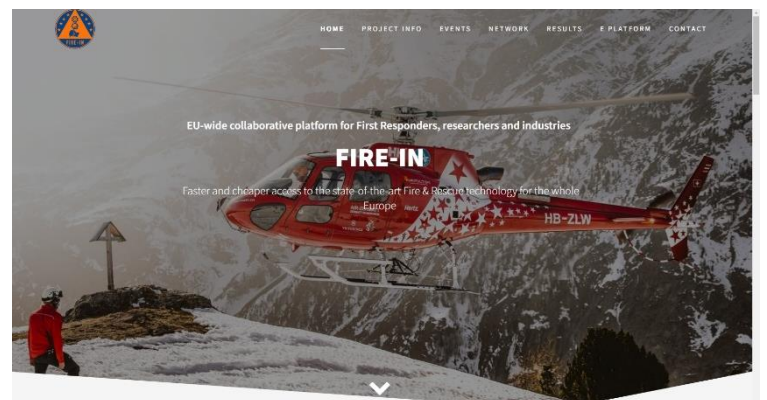 FIRE-IN
HOME PROJECT INFO EVENTS NETWORK RESULTS E PLATFORM CONTACT
EU-wide collaborative platform for First Responders, researchers and industries
FIRE-IN
Faster and cheaper access to the state-of-the-art Fire & Rescue technology for the whole
Europe
HB-ZLW